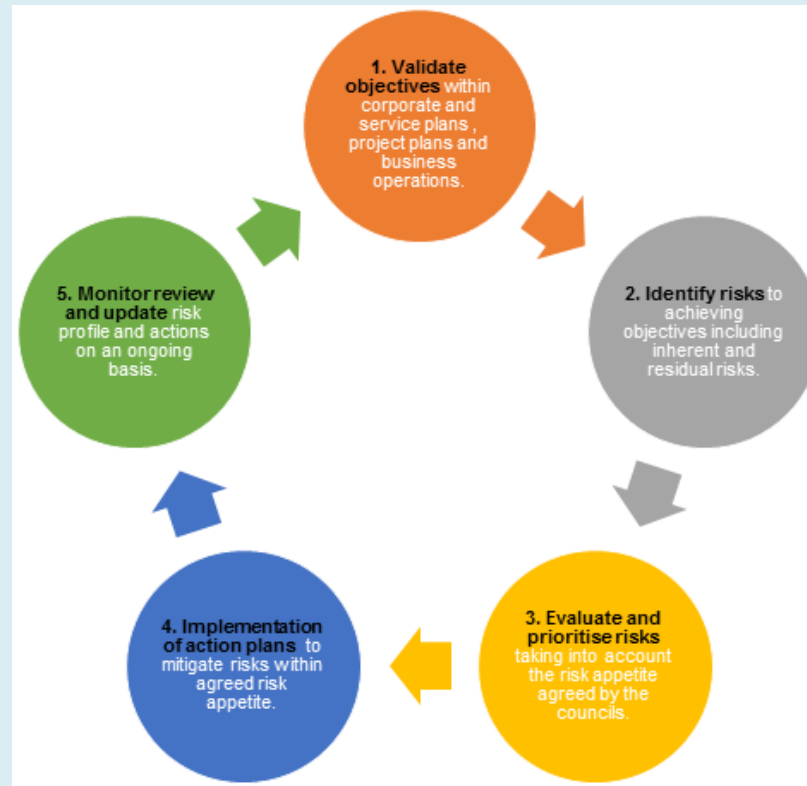 1. Validate
objectives within
corporate and
service plans ,
project plans and
business
operations.
2. Identify risks to
achieving
objectives including
inherent and
residual risks.
3. Evaluate and
prioritise risks
taking into account
the risk appetite
agreed by the
councils.
4. Implementation
of action plans to
mitigate risks within
agreed risk
appetite.
5. Monitor review
and update risk
profile and actions
on an ongoing
basis.